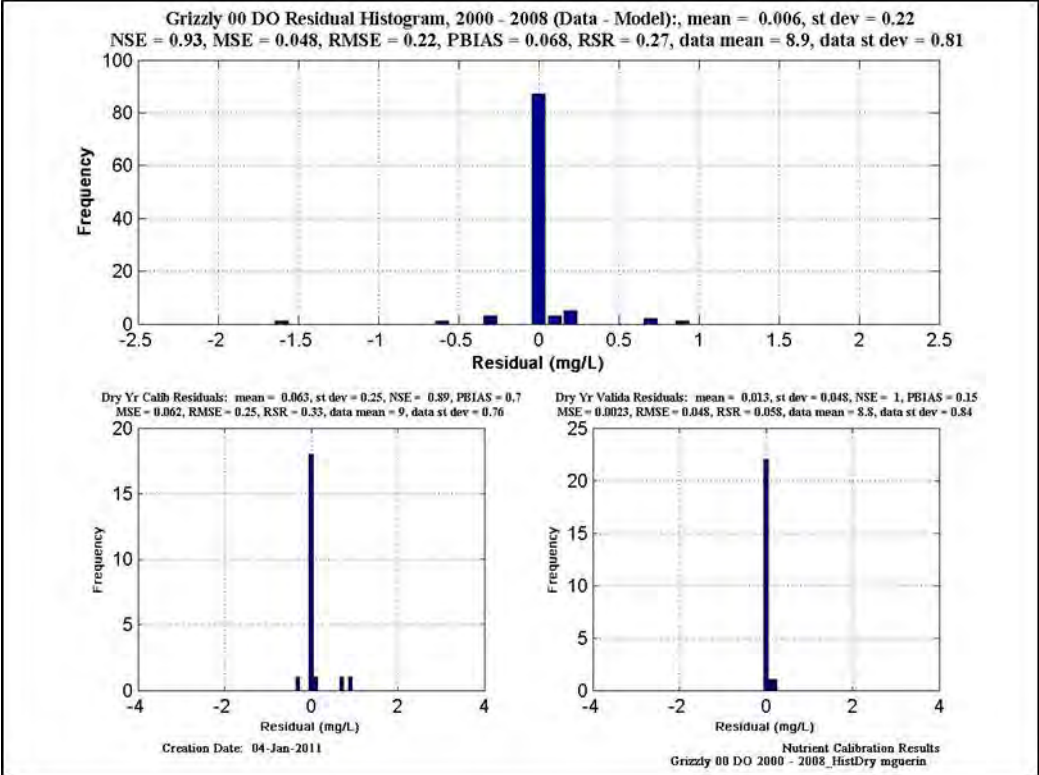 Grizzly 00 DO Residual Histogram, 2000 - 2008 (Data - Model):, mean = 0.006, st dev = 0.22
NSE = 0.93, MSE = 0.048, RMSE = 0.22, PBIAS = 0.068, RSR = 0.27, data mean = 8.9, data st dev = 0.81
100
80
60
40
20
0
Frequency
-2.5 -2 -1.5 -1 -0.5 0 0.5 1 1.5 2 2.5
Residual (mg/L)
Dry Yr Calib Residuals: mean = 0.063, st dev = 0.25, NSE = 0.89, PBIAS = 0.7
MSE = 0.062, RMSE = 0.25, RSR = 0.33, data mean = 9, data st dev = 0.76
20
15
10
5
0
Frequency
-4 -2 0 2 4
Residual (mg/L)
Dry Yr Valida Residuals: mean = 0.013, st dev = 0.048, NSE = 1, PBIAS = 0.15
MSE = 0.0023, RMSE = 0.048, RSR = 0.058, data mean = 8.8, data st dev = 0.84
25
20
15
10
5
0
Frequency
-4 -2 0 2 4
Residual (mg/L)
Creation Date: 04-Jan-2011
Nutrient Calibration Results
Grizzly 00 DO 2000 - 2008_HistDry mguerin